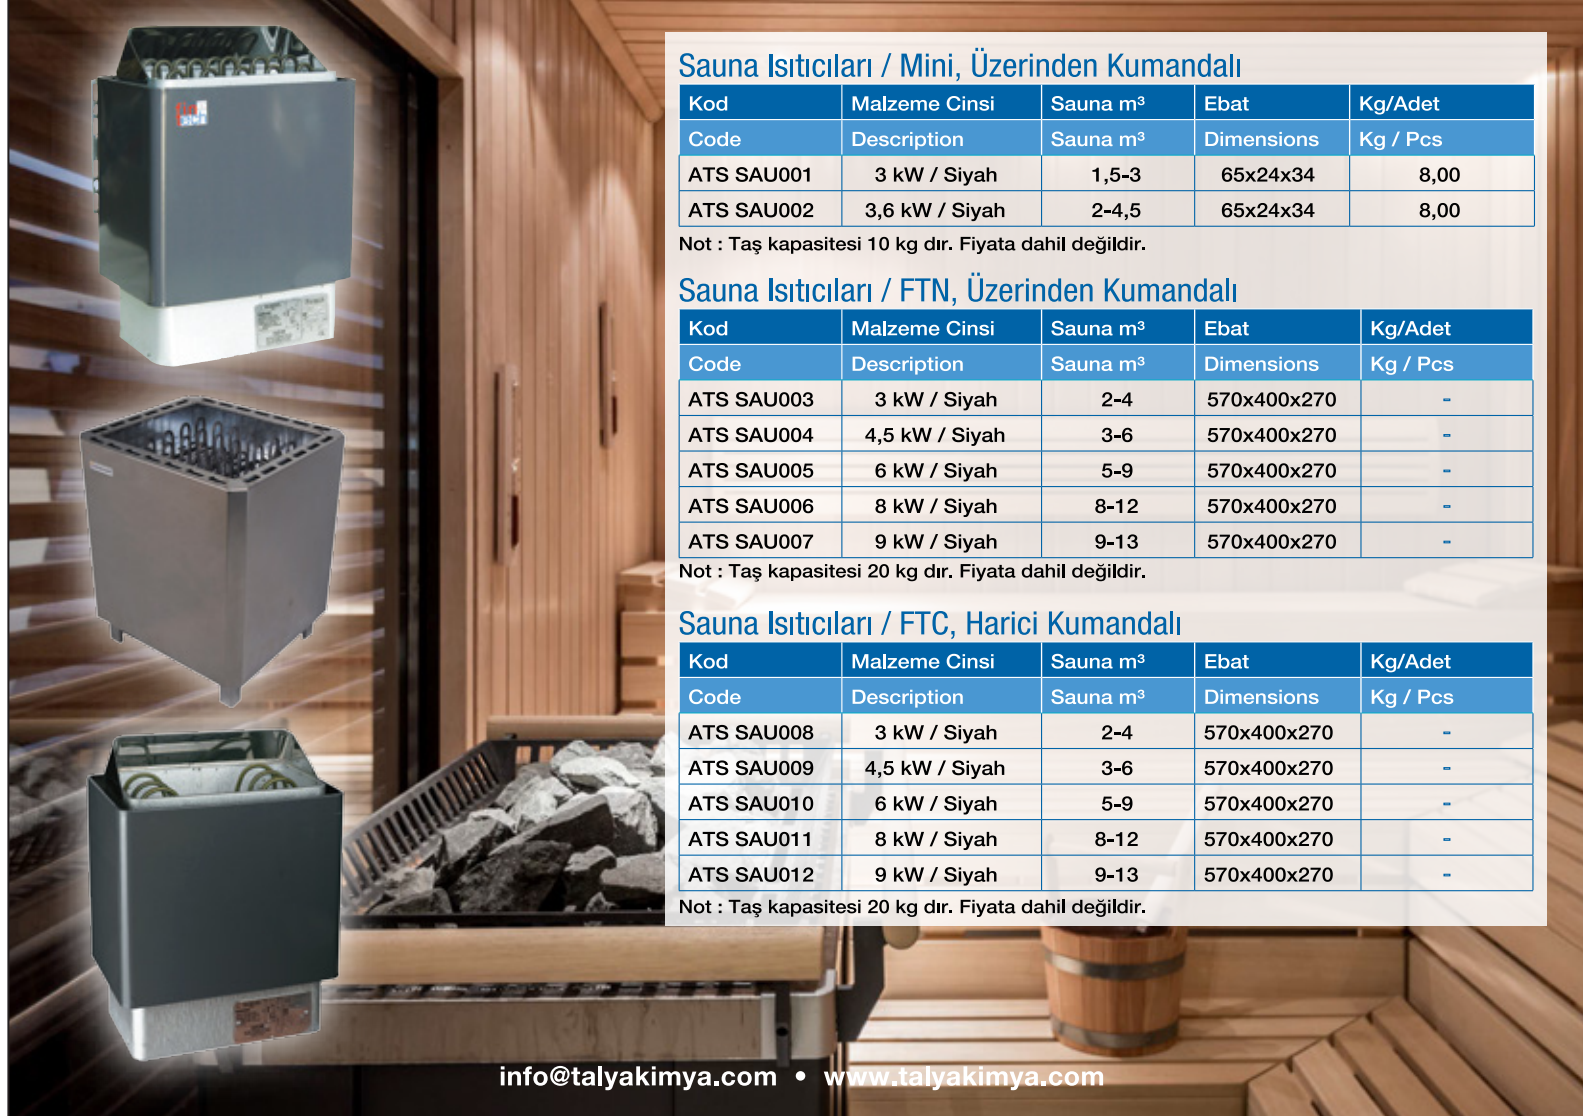 Sauna Isıtıcıları / Mini, Üzerinden Kumandalı
Kod Malzeme Cinsi Sauna m³ Ebat Kg/Adet
Code Description Sauna m³ Dimensions Kg / Pcs
ATS SAU001 3 kW / Siyah 1,5-3 65x24x34 8,00
ATS SAU002 3,6 kW / Siyah 2-4,5 65x24x34 8,00
Not : Taş kapasitesi 10 kg dır. Fiyata dahil değildir.
Sauna Isıtıcıları / FTN, Üzerinden Kumandalı
Kod Malzeme Cinsi Sauna m³ Ebat Kg/Adet
Code Description Sauna m³ Dimensions Kg / Pcs
ATS SAU003 3 kW / Siyah 2-4 570x400x270 -
ATS SAU004 4,5 kW / Siyah 3-6 570x400x270 -
ATS SAU005 6 kW / Siyah 5-9 570x400x270 -
ATS SAU006 8 kW / Siyah 8-12 570x400x270 -
ATS SAU007 9 kW / Siyah 9-13 570x400x270 -
Not : Taş kapasitesi 20 kg dır. Fiyata dahil değildir.
Sauna Isıtıcıları / FTC, Harici Kumandalı
Kod Malzeme Cinsi Sauna m³ Ebat Kg/Adet
Code Description Sauna m³ Dimensions Kg / Pcs
ATS SAU008 3 kW / Siyah 2-4 570x400x270 -
ATS SAU009 4,5 kW / Siyah 3-6 570x400x270 -
ATS SAU010 6 kW / Siyah 5-9 570x400x270 -
ATS SAU011 8 kW / Siyah 8-12 570x400x270 -
ATS SAU012 9 kW / Siyah 9-13 570x400x270 -
Not : Taş kapasitesi 20 kg dır. Fiyata dahil değildir.
info@talyakimya.com • www.talyakimya.com